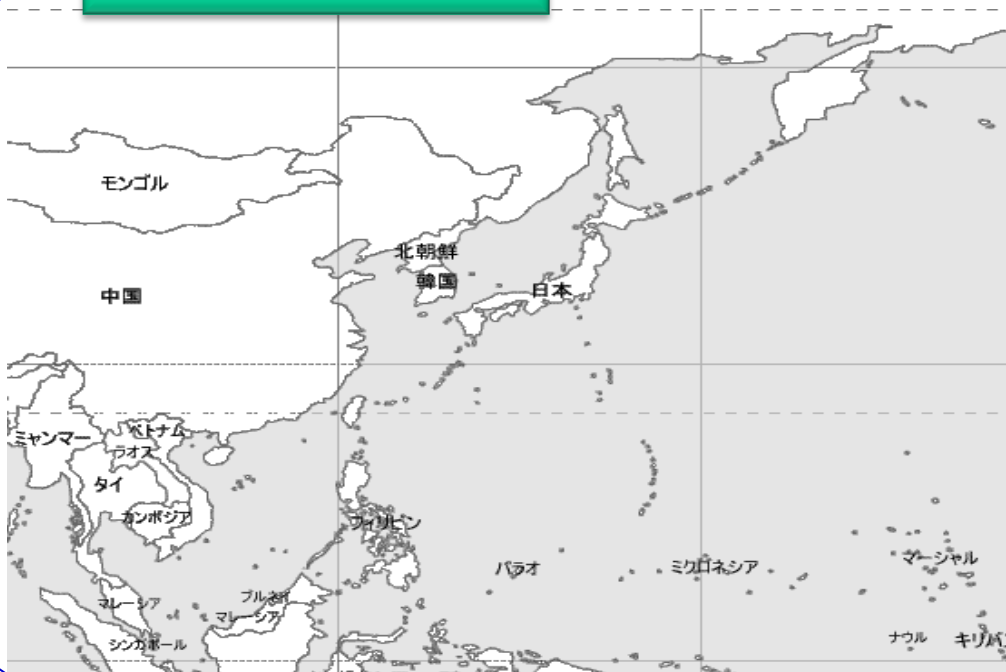 モンゴル
北朝鮮
韓国
日本
中国
ベトナム
ミャンマー
ラオス
タイ
カンボジア
フィリピン
パラオ
ミクロネシア
マーシャル
ブルネイ
マレーシア
マレーシア
シンガポール
ナウル
キリバ